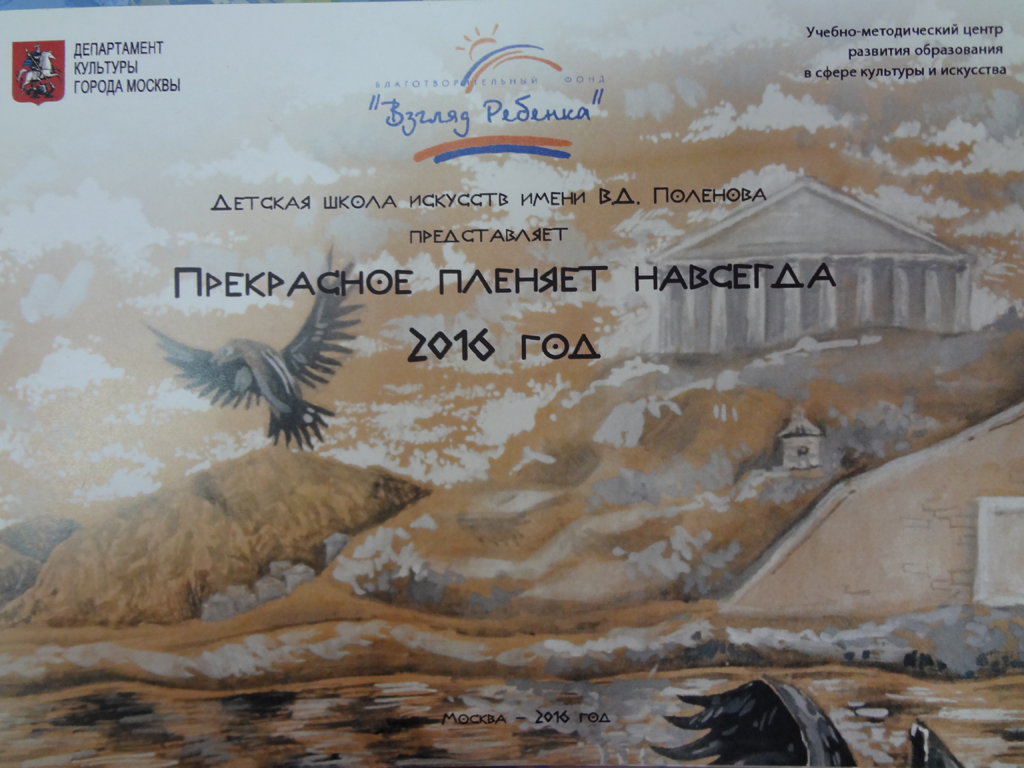 ДЕПАРТАМЕНТ
КУЛЬТУРЫ
ГОРОДА МОСКВЫ
БЛАГОТВОРИТЕЛЬНЫЙ ФОНД
"Взгляд Ребенка"
Учебно-методический центр
развития образования
в сфере культуры и искусства
Детская школа искусств имени В.Д. Поленова
представляет
Прекрасное пленяет навсегда
2016 год
Москва – 2016 год